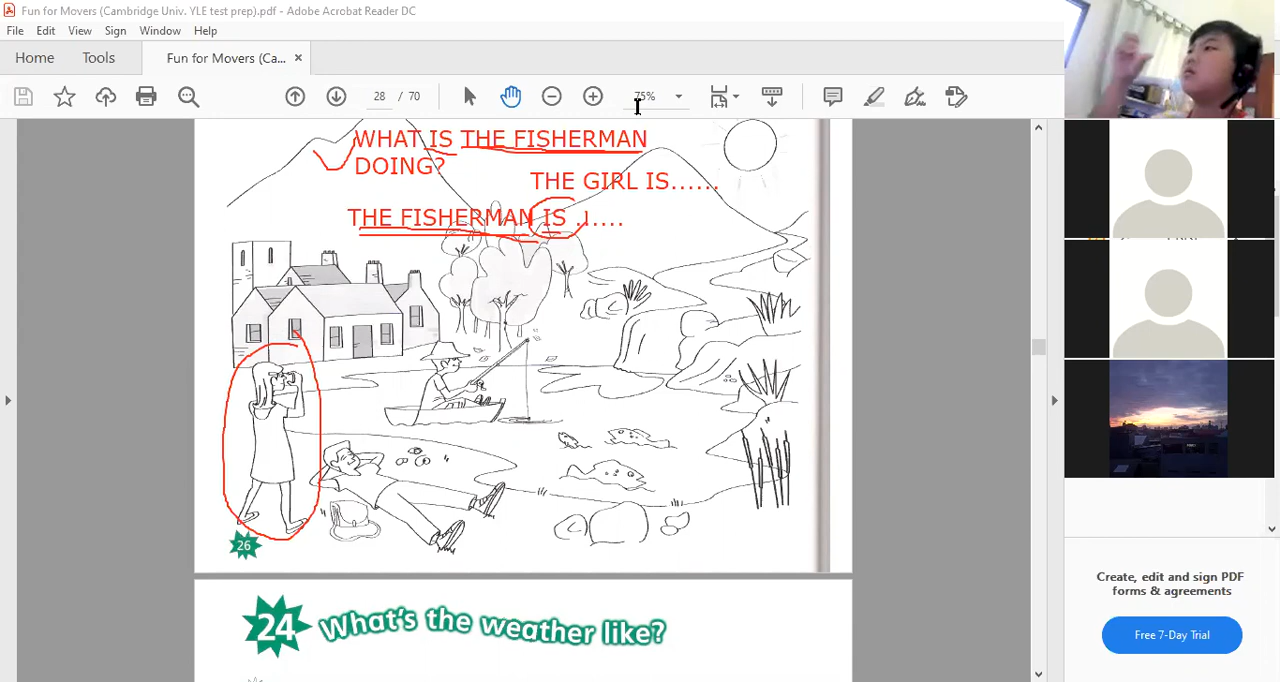 Fun for Movers (Cambridge Univ. YLE test prep).pdf - Adobe Acrobat Reader DC
File Edit View Sign Window Help
Home Tools Fun for Movers (Ca... ×
28 / 70 75%
WHAT IS THE FISHERMAN
DOING?
THE GIRL IS......
THE FISHERMAN IS ......
26
24 What's the weather like?
Create, edit and sign PDF
forms & agreements
Free 7-Day Trial